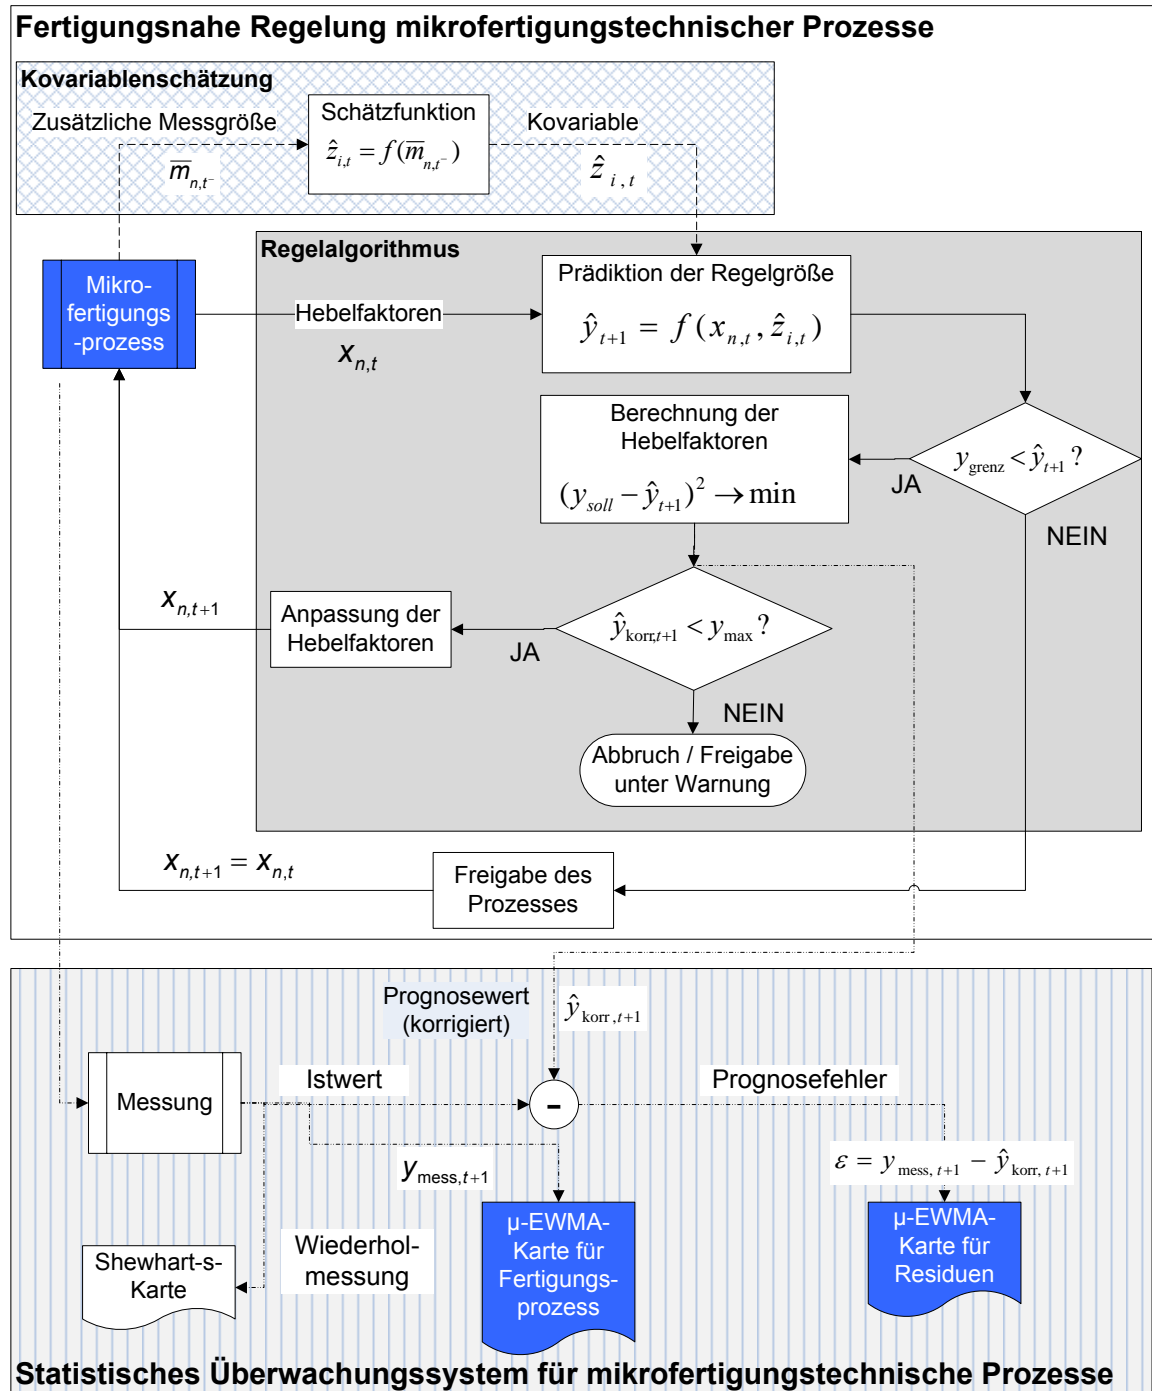 Fertigungsnahe Regelung mikrofertigungstechnischer Prozesse
Kovariablenschätzung
Zusätzliche Messgröße
m̅ₙ,ₜ⁻
Schätzfunktion
ẑ_{i,t} = f(m̅_{n,t⁻})
Kovariable
ẑ_{i,t}
Regelalgorithmus
Mikro-
fertigungs
-prozess
Hebelfaktoren
x_{n,t}
Prädiktion der Regelgröße
ŷ_{t+1} = f(x_{n,t}, ẑ_{i,t})
y_{grenz} < ŷ_{t+1} ?
JA
NEIN
Berechnung der
Hebelfaktoren
(y_{soll} − ŷ_{t+1})² → min
ŷ_{korr,t+1} < y_{max} ?
JA
NEIN
Anpassung der
Hebelfaktoren
x_{n,t+1}
Abbruch / Freigabe
unter Warnung
x_{n,t+1} = x_{n,t}
Freigabe des
Prozesses
Prognosewert
(korrigiert)
ŷ_{korr,t+1}
Messung
Istwert
-
Prognosefehler
y_{mess,t+1}
ε = y_{mess,t+1} − ŷ_{korr,t+1}
Shewhart-s-
Karte
Wiederhol-
messung
µ-EWMA-
Karte für
Fertigungs-
prozess
µ-EWMA-
Karte für
Residuen
Statistisches Überwachungssystem für mikrofertigungstechnische Prozesse